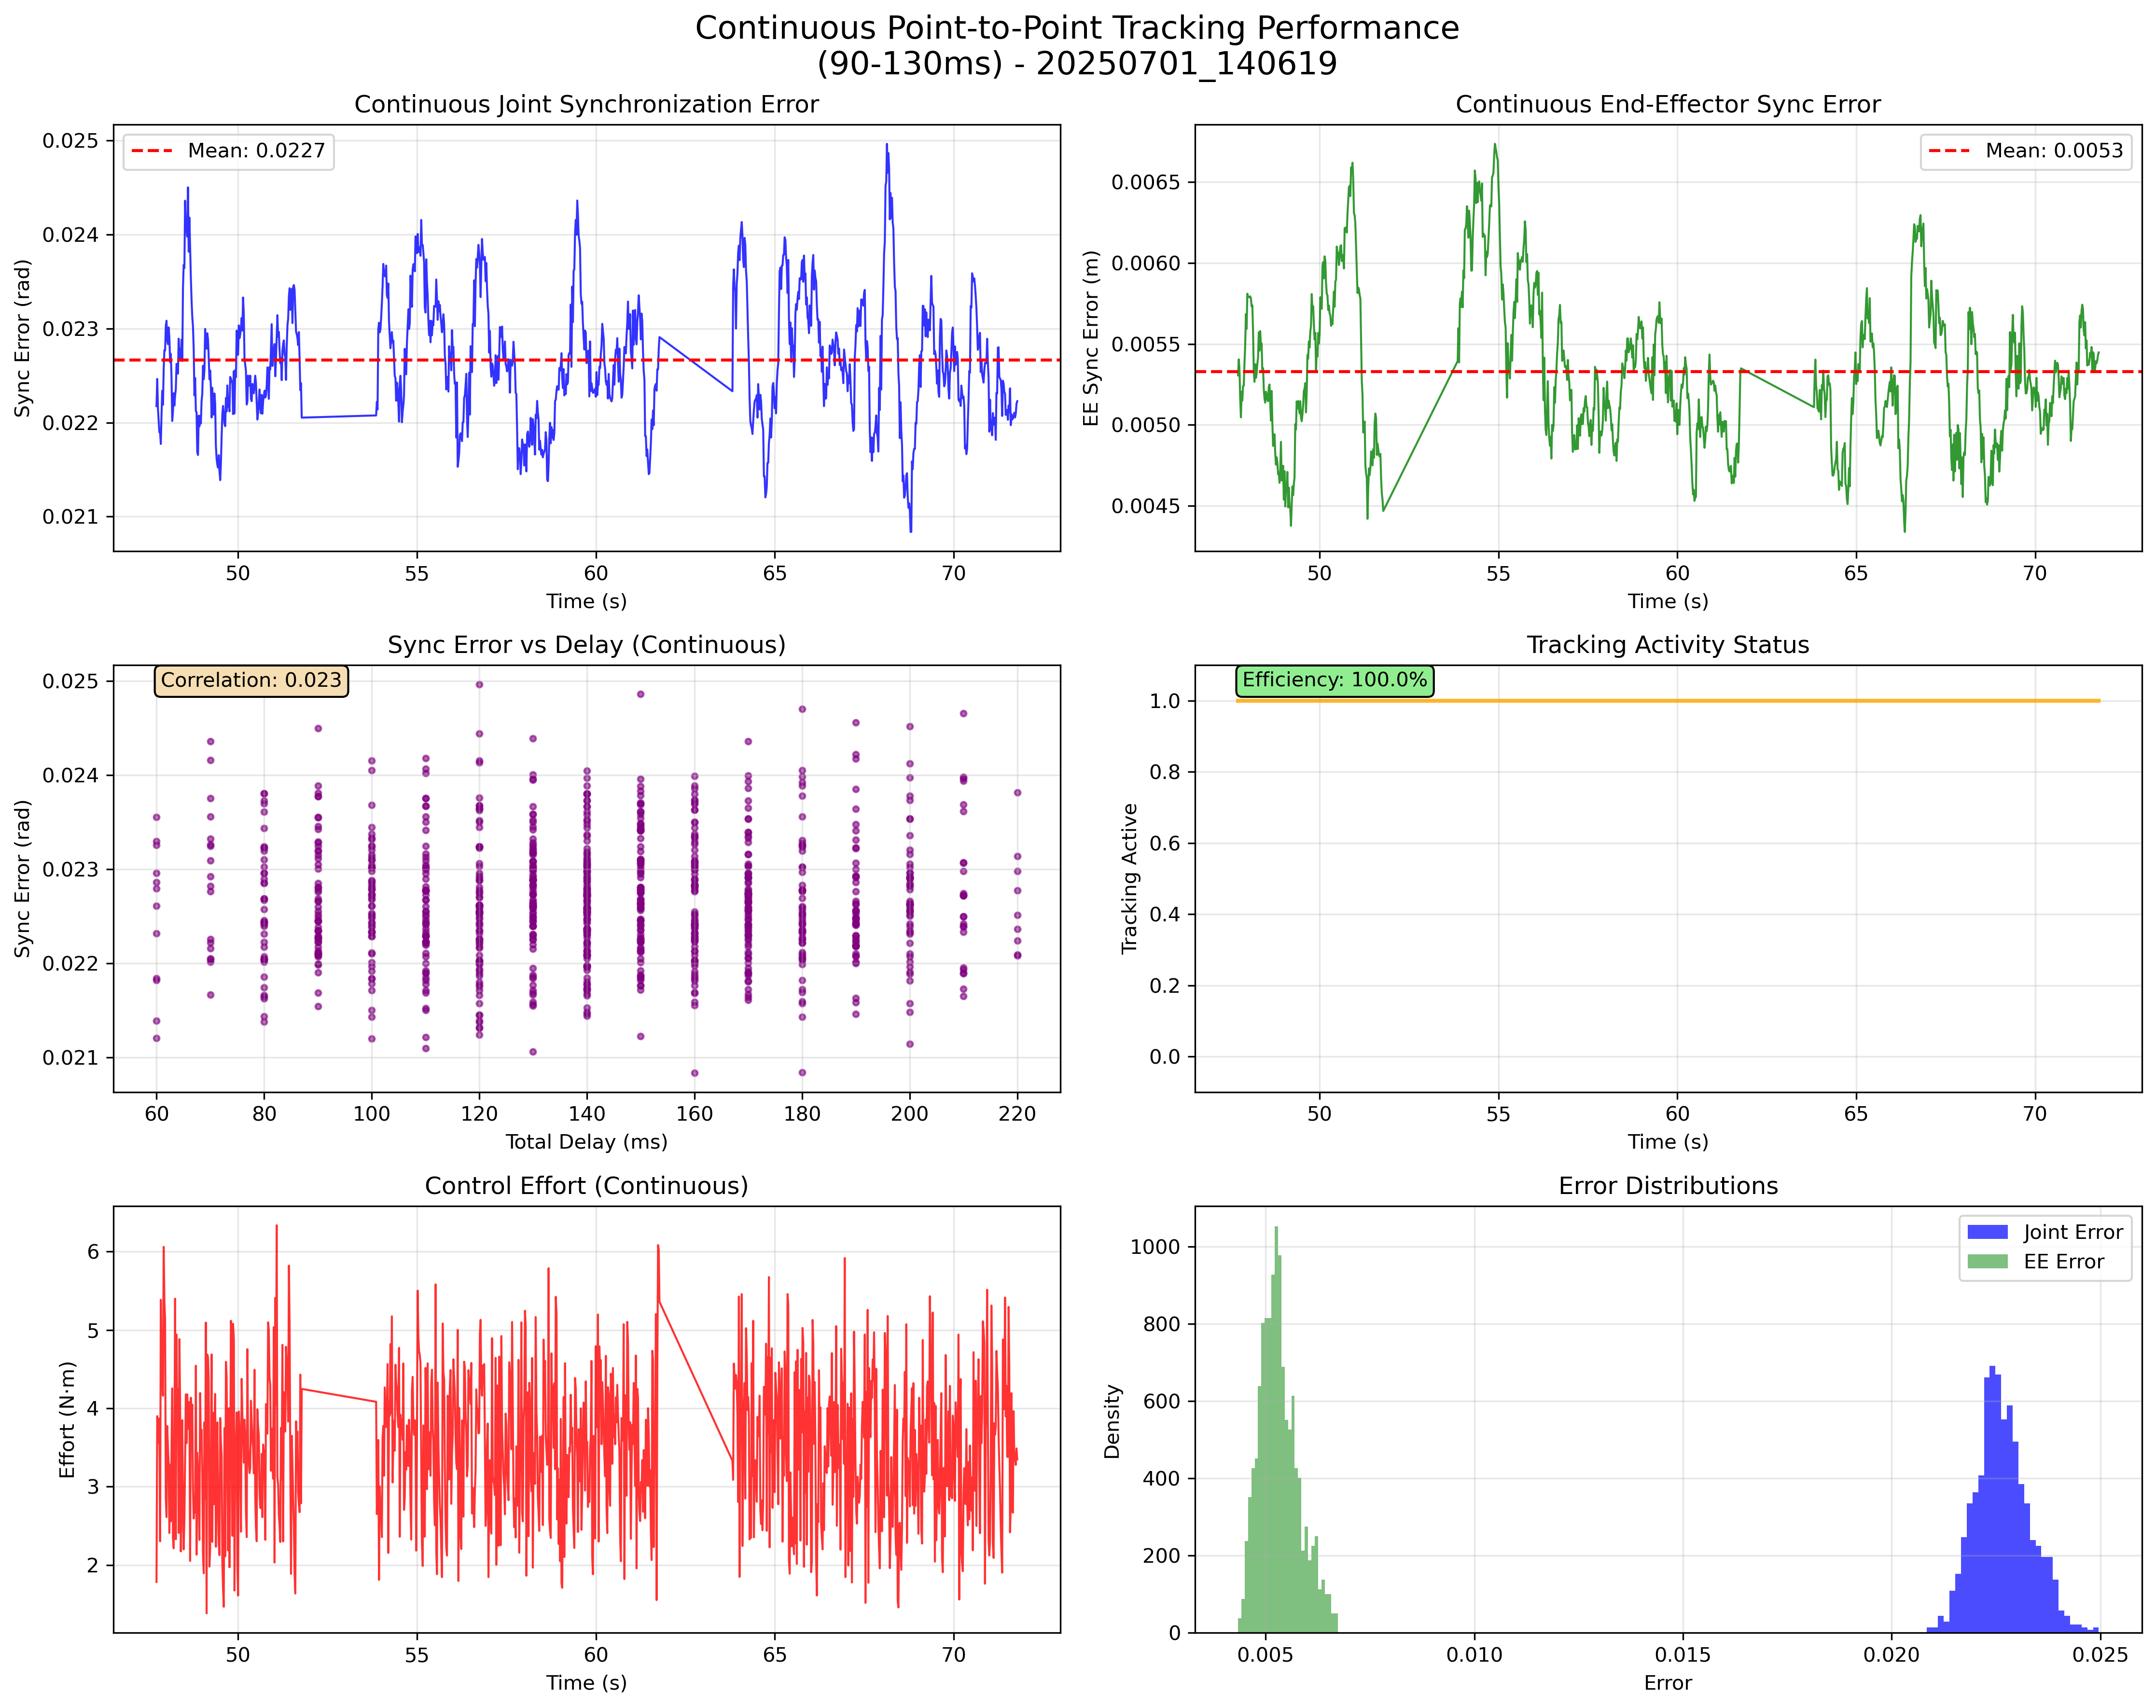 Continuous Point-to-Point Tracking Performance
(90-130ms) - 20250701_140619
Continuous Joint Synchronization Error
Mean: 0.0227
0.025
0.024
0.023
0.022
0.021
Sync Error (rad)
50 55 60 65 70
Time (s)
Continuous End-Effector Sync Error
Mean: 0.0053
0.0065
0.0060
0.0055
0.0050
0.0045
EE Sync Error (m)
50 55 60 65 70
Time (s)
Sync Error vs Delay (Continuous)
Correlation: 0.023
0.025
0.024
0.023
0.022
0.021
Sync Error (rad)
60 80 100 120 140 160 180 200 220
Total Delay (ms)
Tracking Activity Status
Efficiency: 100.0%
1.0
0.8
0.6
0.4
0.2
0.0
Tracking Active
50 55 60 65 70
Time (s)
Control Effort (Continuous)
6
5
4
3
2
Effort (N·m)
50 55 60 65 70
Time (s)
Error Distributions
Joint Error
EE Error
1000
800
600
400
200
0
Density
0.005 0.010 0.015 0.020 0.025
Error